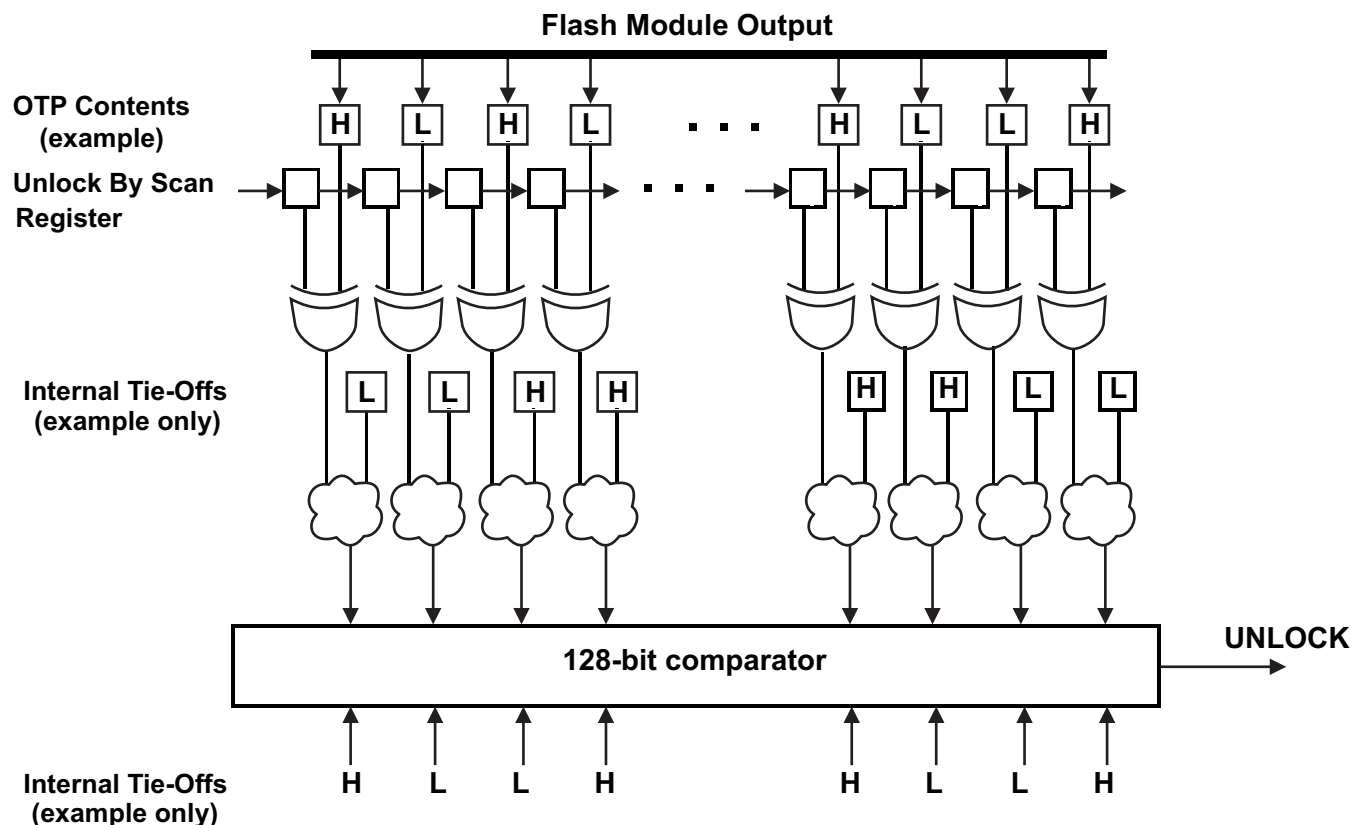 Flash Module Output
OTP Contents
(example)
H L H L . . . H L L H
Unlock By Scan
Register
. . .
Internal Tie-Offs
(example only)
L L H H H H L L
128-bit comparator
UNLOCK
Internal Tie-Offs
(example only)
H L L H H L L H